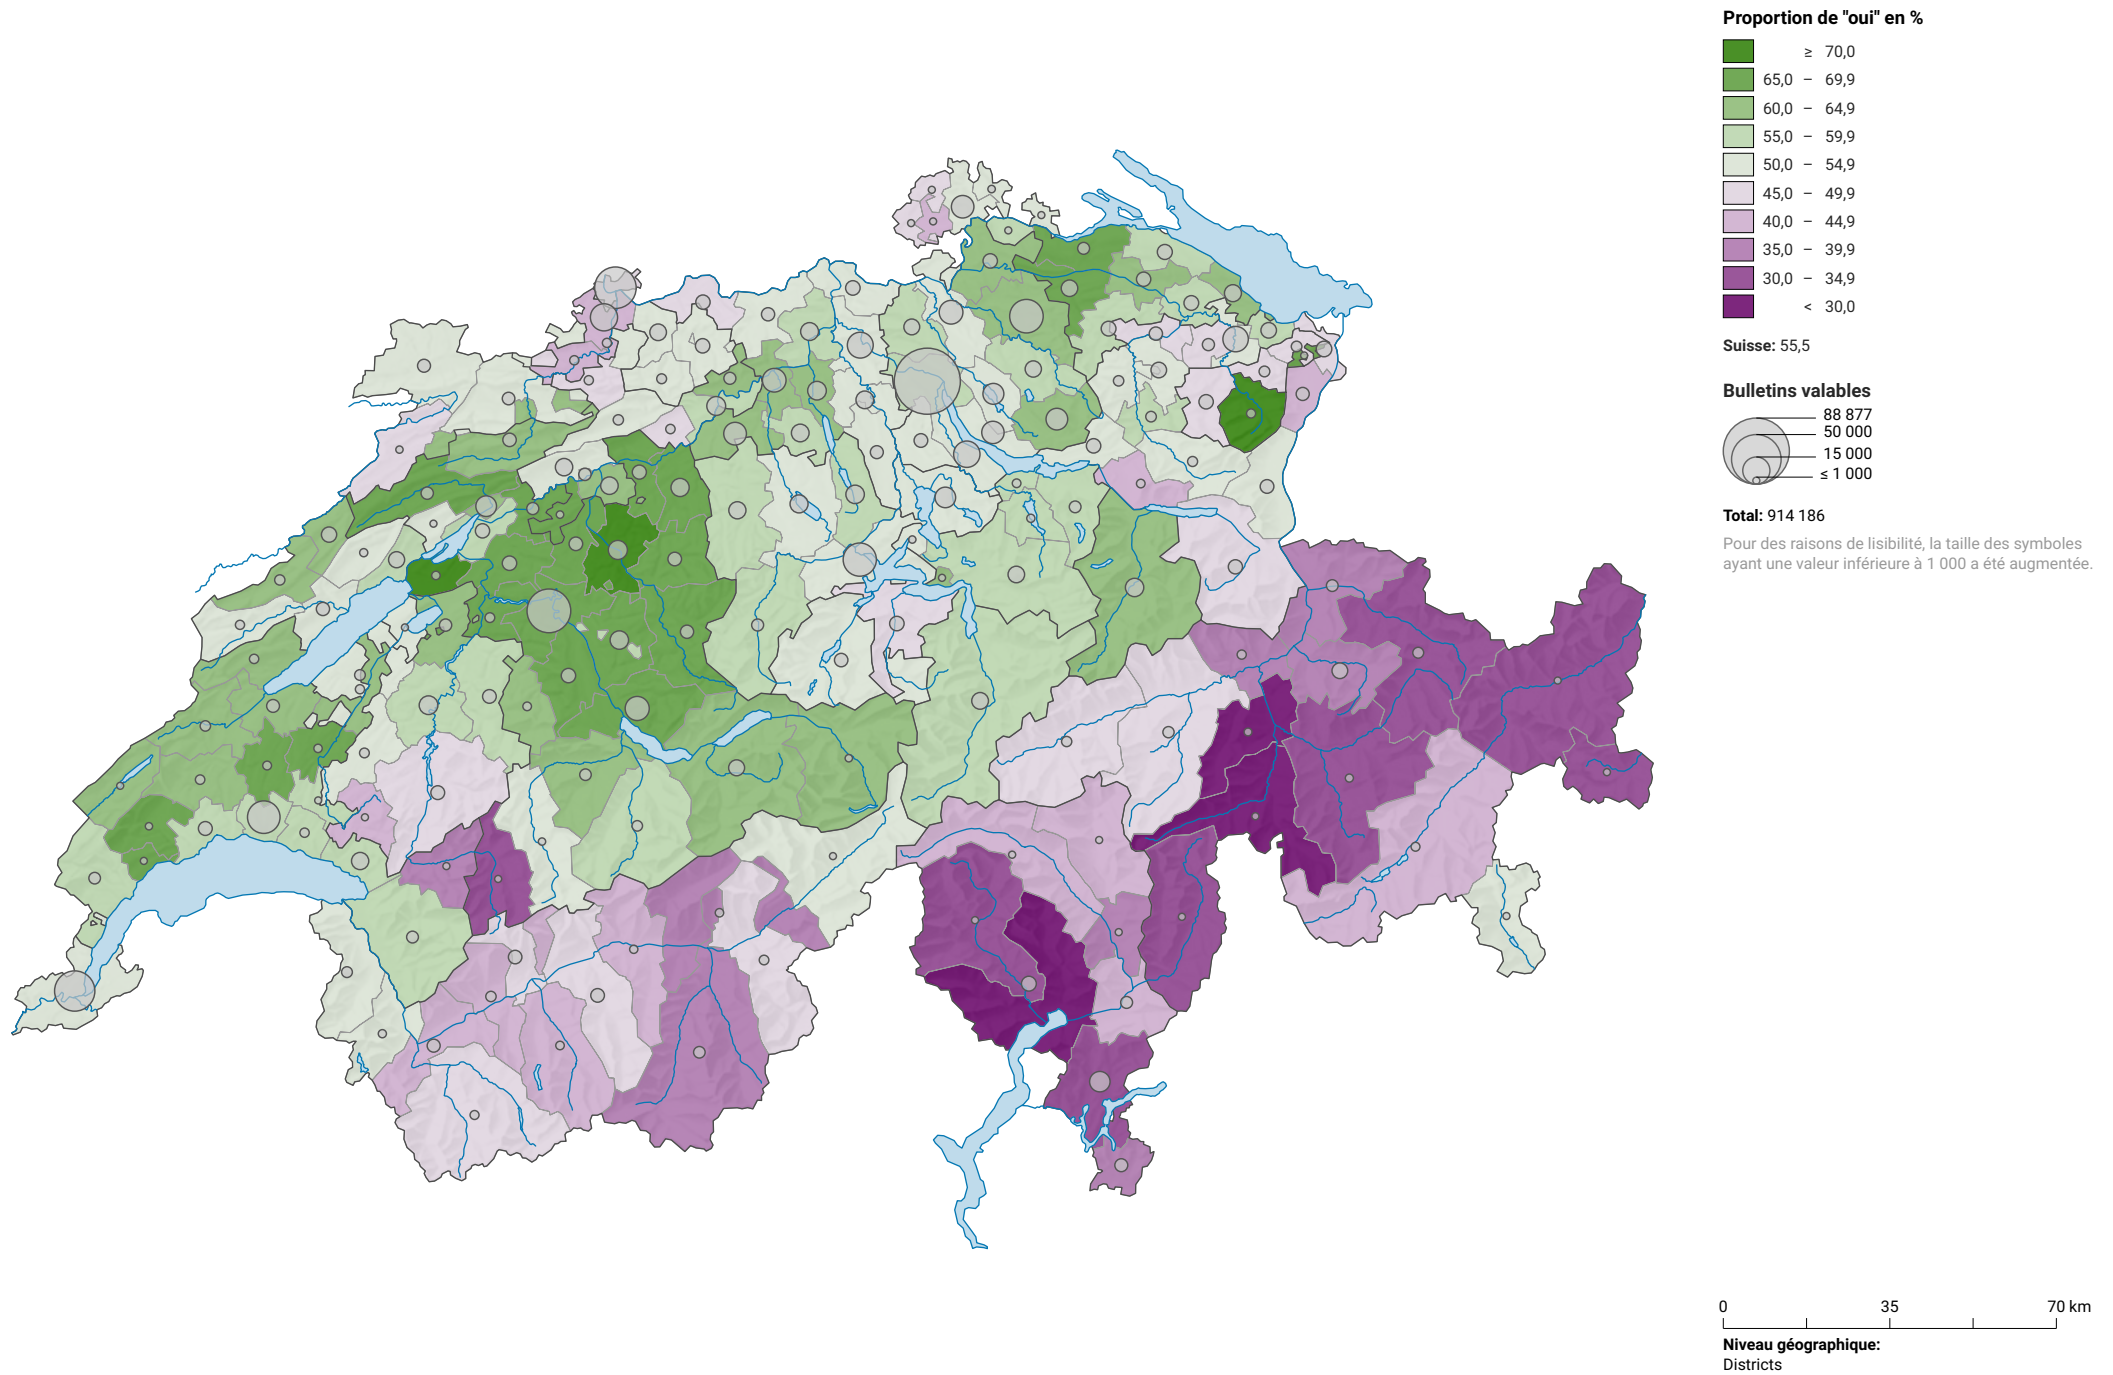 Proportion de "oui" en %
≥ 70,0
65,0 – 69,9
60,0 – 64,9
55,0 – 59,9
50,0 – 54,9
45,0 – 49,9
40,0 – 44,9
35,0 – 39,9
30,0 – 34,9
< 30,0
Suisse: 55,5
Bulletins valables
88 877
50 000
15 000
≤ 1 000
Total: 914 186
Pour des raisons de lisibilité, la taille des symboles
ayant une valeur inférieure à 1 000 a été augmentée.
0 35 70 km
Niveau géographique:
Districts